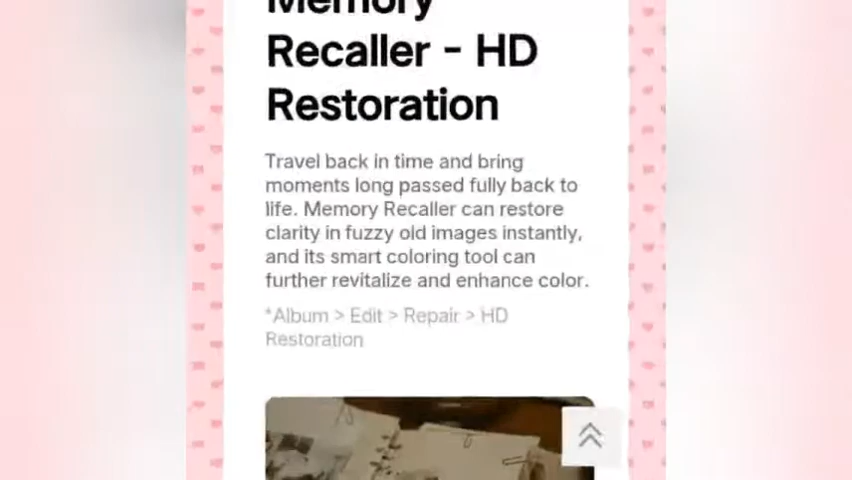 Memory
Recaller - HD
Restoration
Travel back in time and bring
moments long passed fully back to
life. Memory Recaller can restore
clarity in fuzzy old images instantly,
and its smart coloring tool can
further revitalize and enhance color.
*Album > Edit > Repair > HD
Restoration